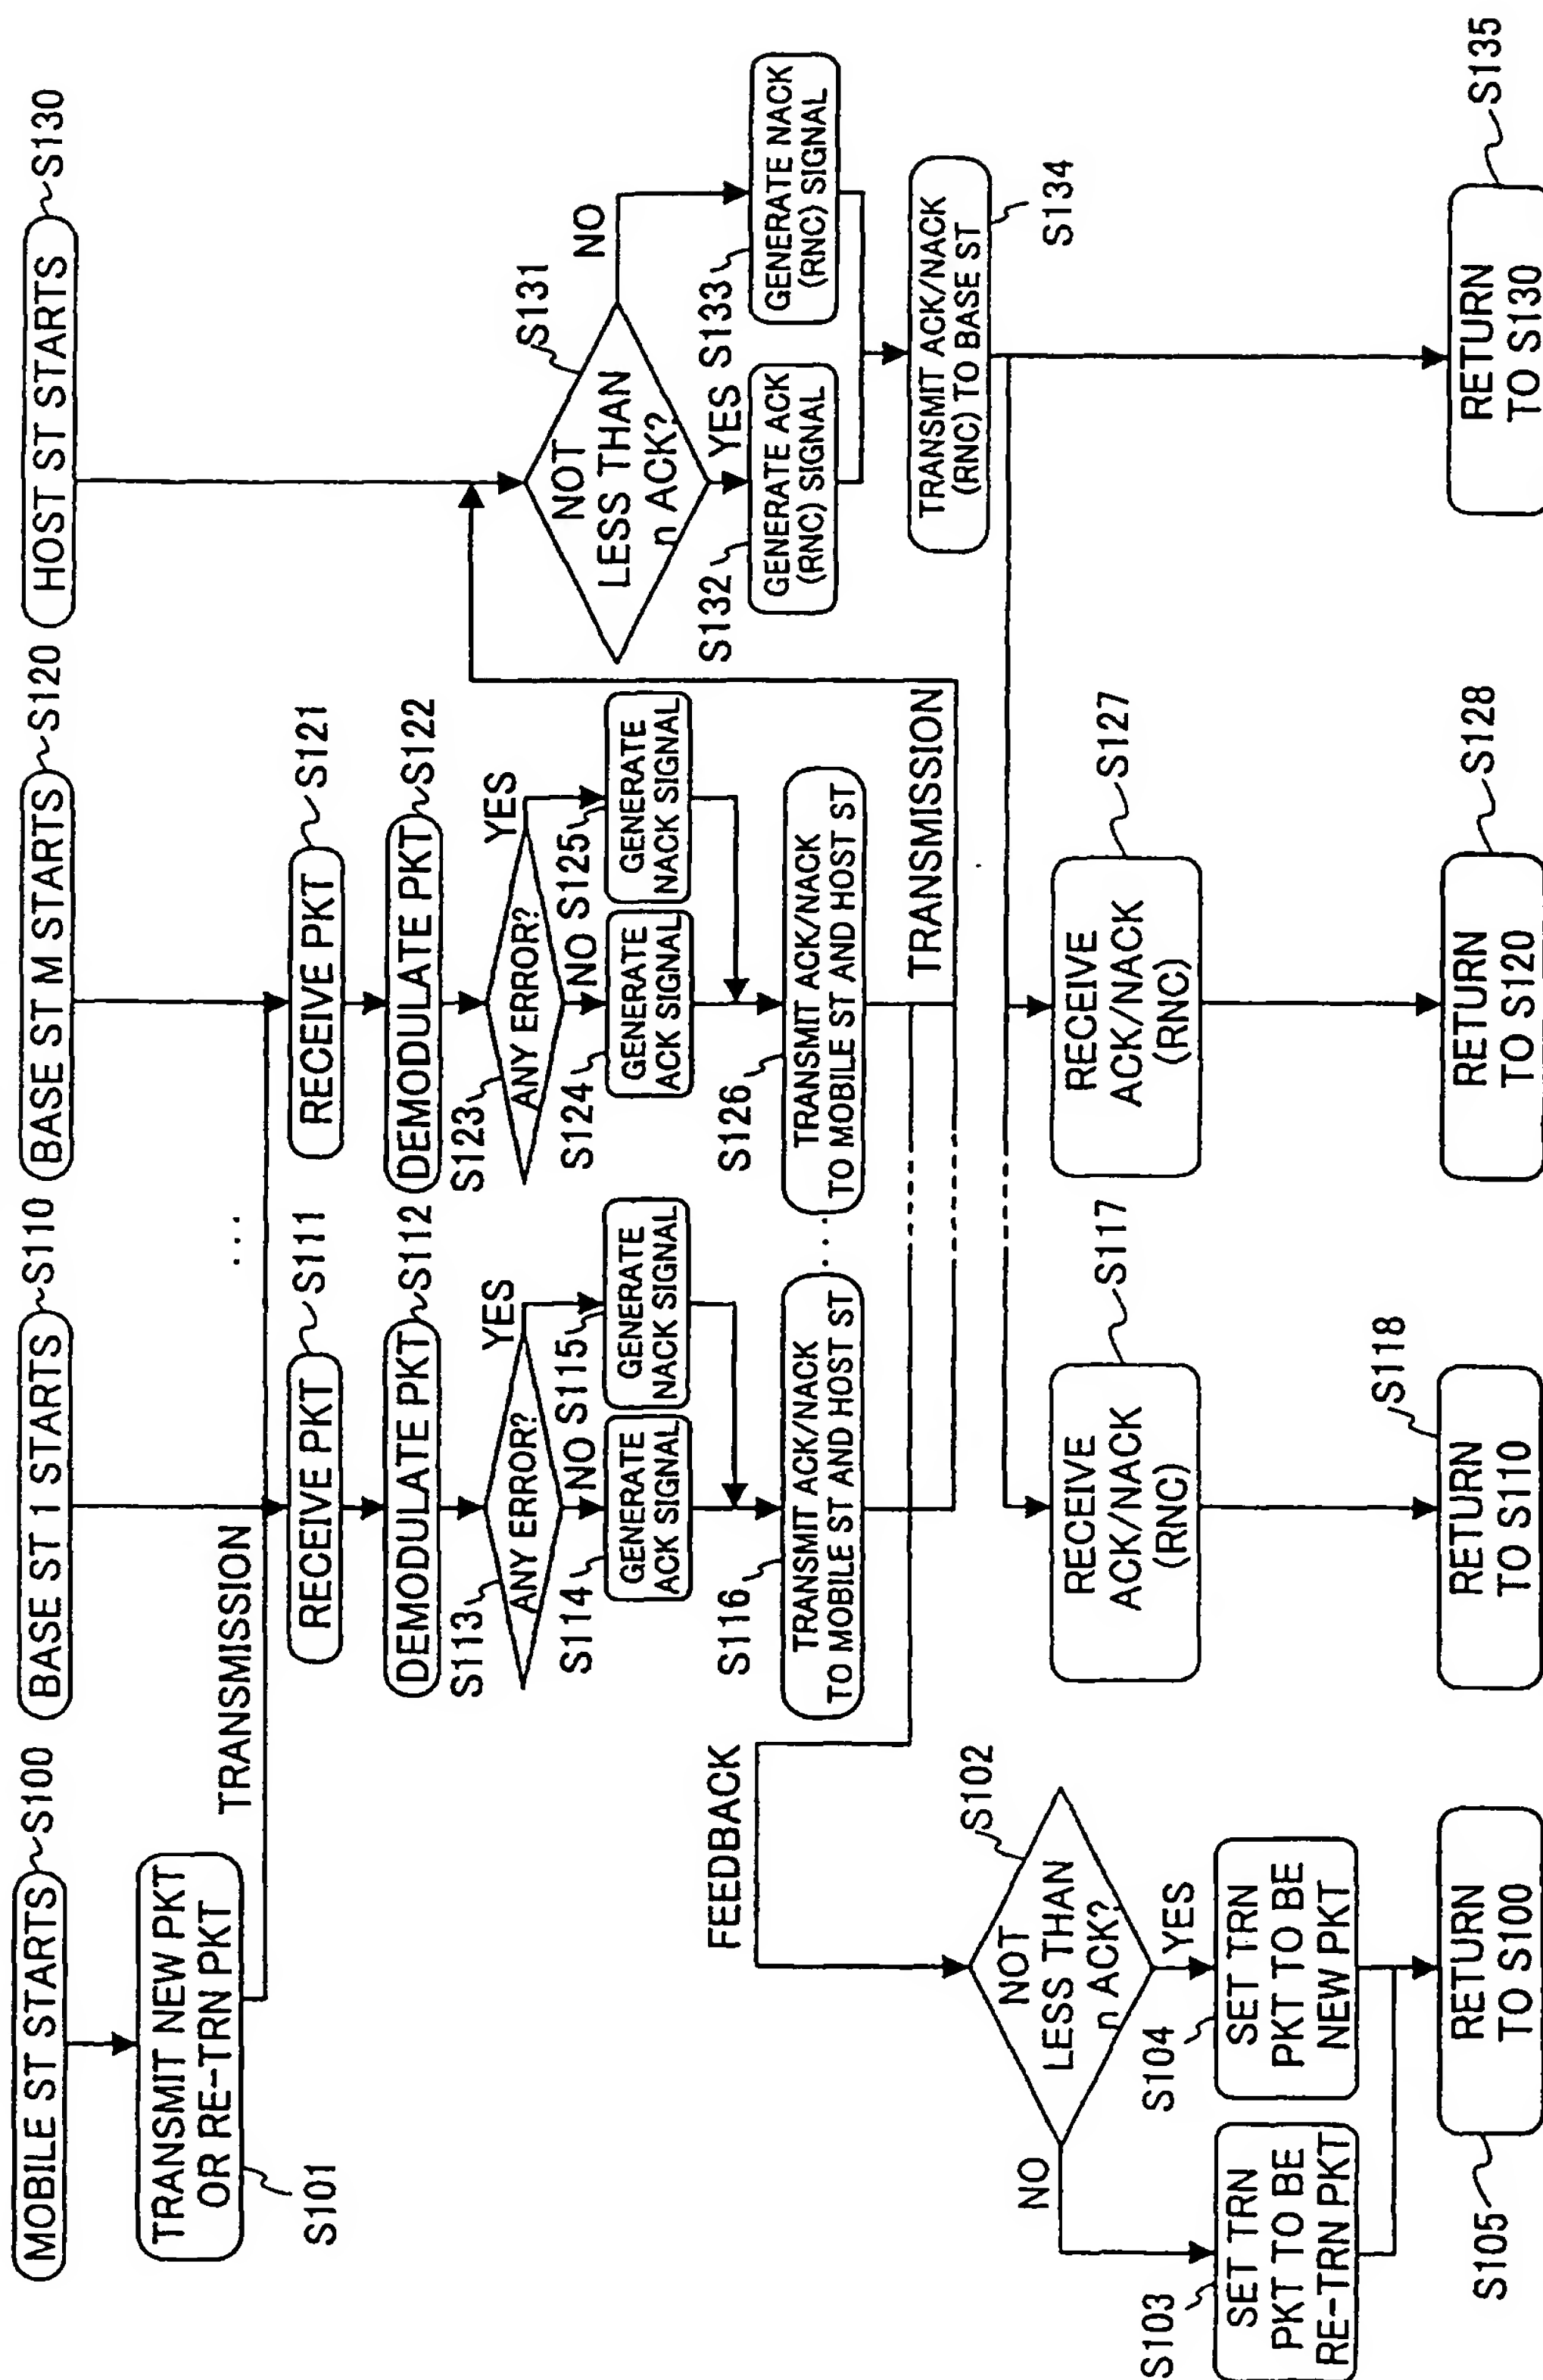 MOBILE ST STARTS
S100
BASE ST 1 STARTS
S110
BASE ST M STARTS
S120
HOST ST STARTS
S130
TRANSMIT NEW PKT
OR RE-TRN PKT
S101
TRANSMISSION
...
RECEIVE PKT
S111
DEMODULATE PKT
S112
ANY ERROR?
S113
YES
NO
GENERATE
ACK SIGNAL
S114
GENERATE
NACK SIGNAL
S115
TRANSMIT ACK/NACK
TO MOBILE ST AND HOST ST
S116
...
RECEIVE PKT
S121
DEMODULATE PKT
S122
ANY ERROR?
S123
YES
NO
GENERATE
ACK SIGNAL
S124
GENERATE
NACK SIGNAL
S125
TRANSMIT ACK/NACK
TO MOBILE ST AND HOST ST
S126
TRANSMISSION
NOT
LESS THAN
n ACK?
S131
NO
YES
GENERATE ACK
(RNC) SIGNAL
S132
GENERATE NACK
(RNC) SIGNAL
S133
TRANSMIT ACK/NACK
(RNC) TO BASE ST
S134
FEEDBACK
NOT
LESS THAN
n ACK?
S102
NO
YES
SET TRN
PKT TO BE
RE-TRN PKT
S103
SET TRN
PKT TO BE
NEW PKT
S104
RETURN
TO S100
S105
RECEIVE
ACK/NACK
(RNC)
S117
RETURN
TO S110
S118
RECEIVE
ACK/NACK
(RNC)
S127
RETURN
TO S120
S128
RETURN
TO S130
S135